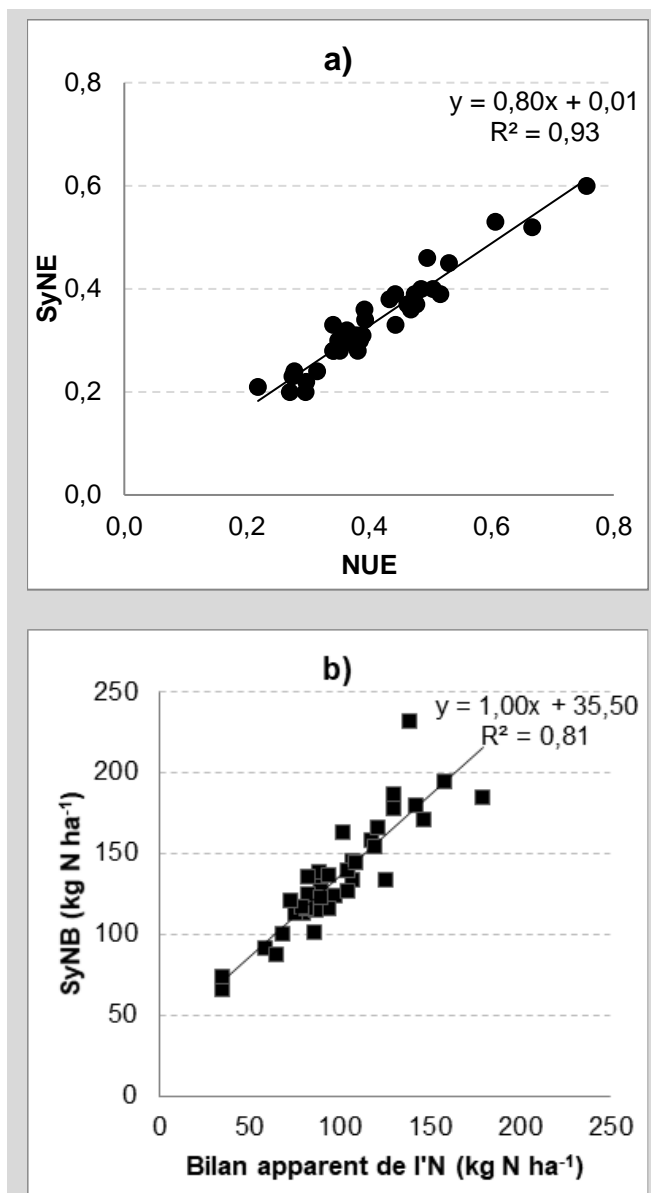 a)
0,8
y = 0,80x + 0,01
R² = 0,93
0,6
SyNE
0,4
0,2
0,0
0,0 0,2 0,4 0,6 0,8
NUE
b)
250
y = 1,00x + 35,50
R² = 0,81
200
SyNB (kg N ha⁻¹)
150
100
50
0
0 50 100 150 200 250
Bilan apparent de l'N (kg N ha⁻¹)